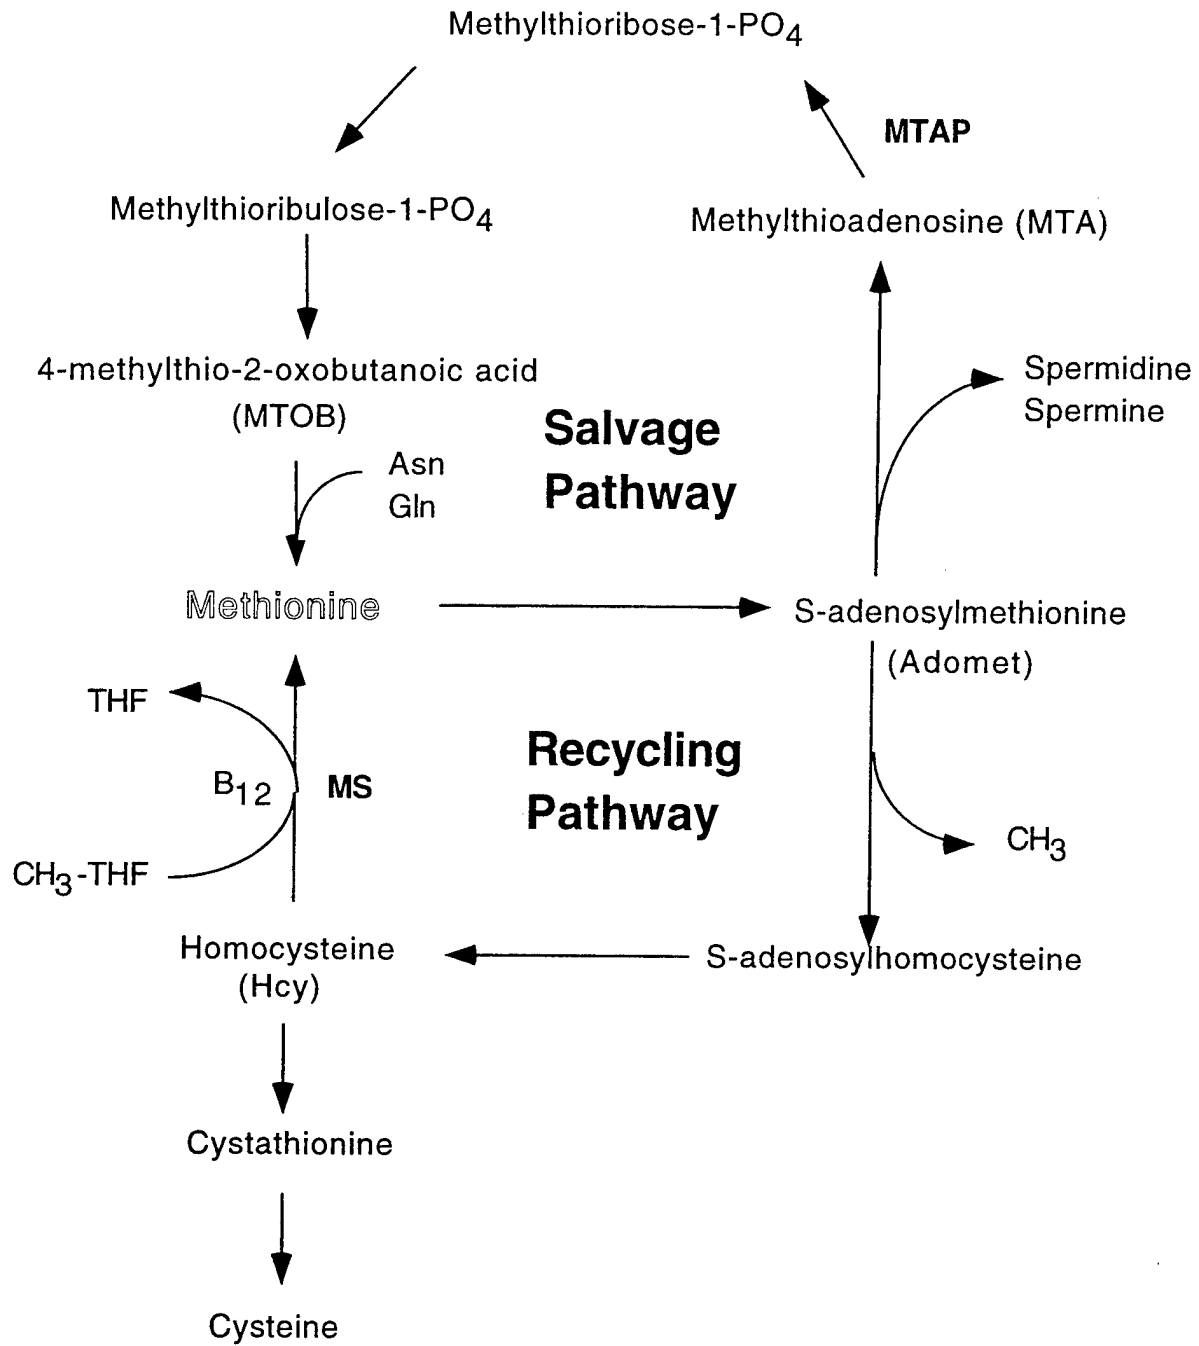 Methylthioribose-1-PO4
MTAP
Methylthioribulose-1-PO4
Methylthioadenosine (MTA)
4-methylthio-2-oxobutanoic acid
(MTOB)
Spermidine
Spermine
Salvage
Pathway
Asn
Gln
Methionine
S-adenosylmethionine
(Adomet)
THF
B12
MS
CH3-THF
Recycling
Pathway
CH3
Homocysteine
(Hcy)
S-adenosylhomocysteine
Cystathionine
Cysteine